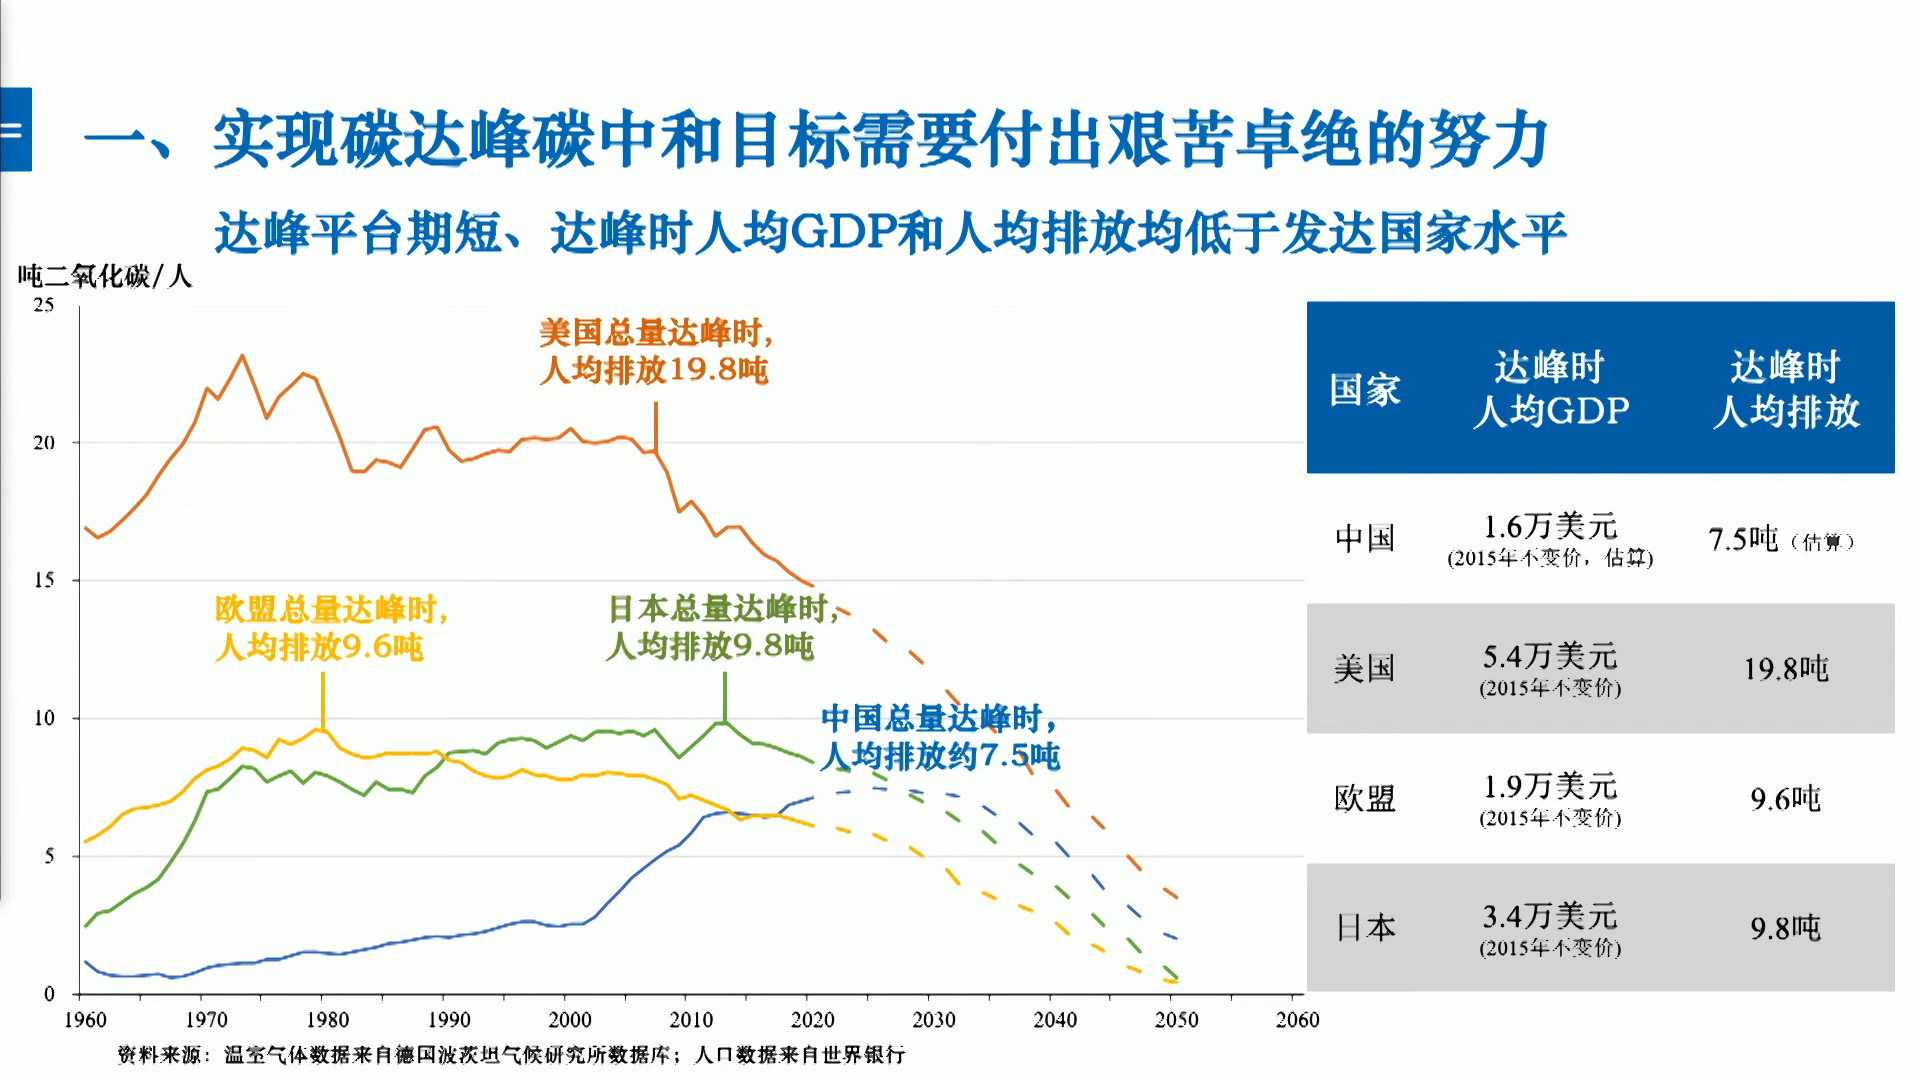 一、实现碳达峰碳中和目标需要付出艰苦卓绝的努力
达峰平台期短、达峰时人均GDP和人均排放均低于发达国家水平
吨二氧化碳/人
25
20
15
10
5
0
1960
1970
1980
1990
2000
2010
2020
2030
2040
2050
2060
美国总量达峰时,
人均排放19.8吨
欧盟总量达峰时,
人均排放9.6吨
日本总量达峰时,
人均排放9.8吨
中国总量达峰时,
人均排放约7.5吨
国家
达峰时
人均GDP
达峰时
人均排放
中国
1.6万美元
(2015年不变价，估算)
7.5吨（估算）
美国
5.4万美元
(2015年不变价)
19.8吨
欧盟
1.9万美元
(2015年不变价)
9.6吨
日本
3.4万美元
(2015年不变价)
9.8吨
资料来源：温室气体数据来自德国波茨坦气候研究所数据库；人口数据来自世界银行